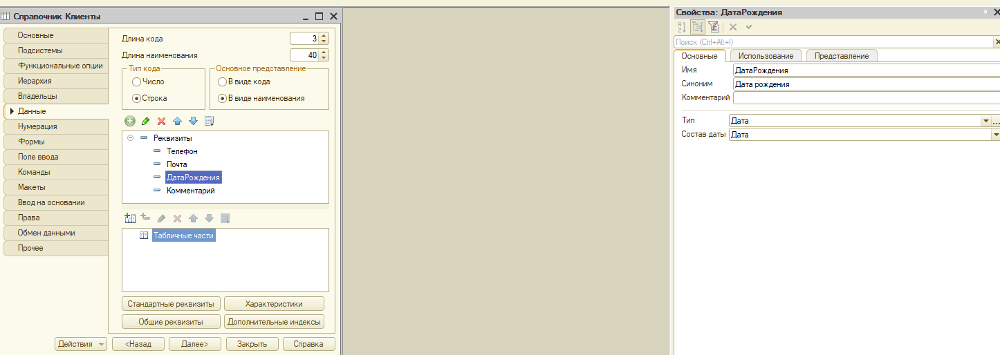 Справочник Клиенты
Основные
Подсистемы
Функциональные опции
Иерархия
Владельцы
Данные
Нумерация
Формы
Поле ввода
Команды
Макеты
Ввод на основании
Права
Обмен данными
Прочее
Длина кода 3
Длина наименования 40
Тип кода
Число
Строка
Основное представление
В виде кода
В виде наименования
Реквизиты
Телефон
Почта
ДатаРождения
Комментарий
Табличные части
Стандартные реквизиты Характеристики
Общие реквизиты Дополнительные индексы
Действия <Назад Далее> Закрыть Справка
Свойства: ДатаРождения
Поиск (Ctrl+Alt+I)
Основные Использование Представление
Имя ДатаРождения
Синоним Дата рождения
Комментарий
Тип Дата ...
Состав даты Дата